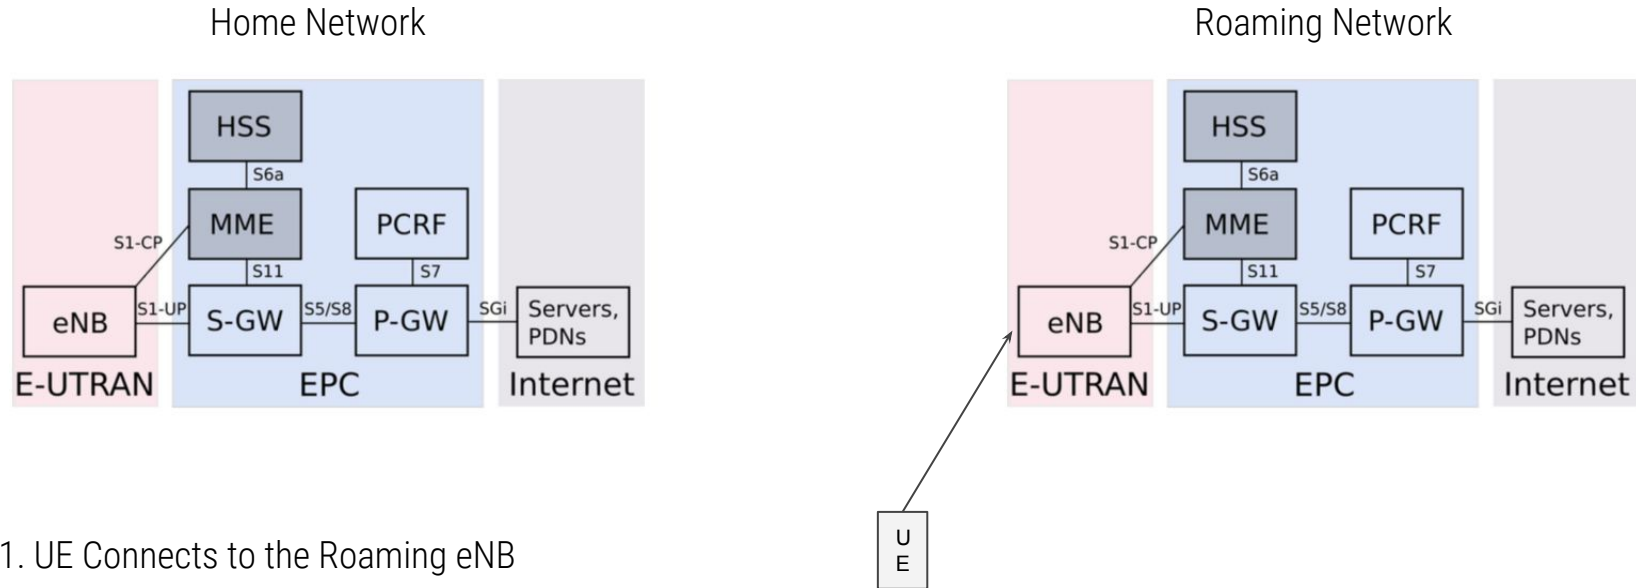 Home Network
HSS
S6a
MME
PCRF
S1-CP
S11
S7
eNB
S1-UP
S-GW
S5/S8
P-GW
SGi
Servers,
PDNs
E-UTRAN
EPC
Internet
Roaming Network
HSS
S6a
MME
PCRF
S1-CP
S11
S7
eNB
S1-UP
S-GW
S5/S8
P-GW
SGi
Servers,
PDNs
E-UTRAN
EPC
Internet
1. UE Connects to the Roaming eNB
U
E